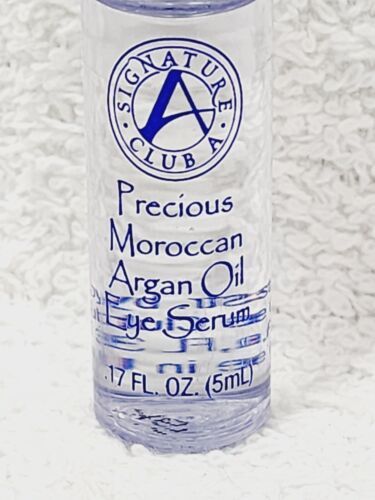 SIGNATURE
CLUB A
A
Precious
Moroccan
Argan Oil
Eye Serum
.17 FL. OZ. (5mL)